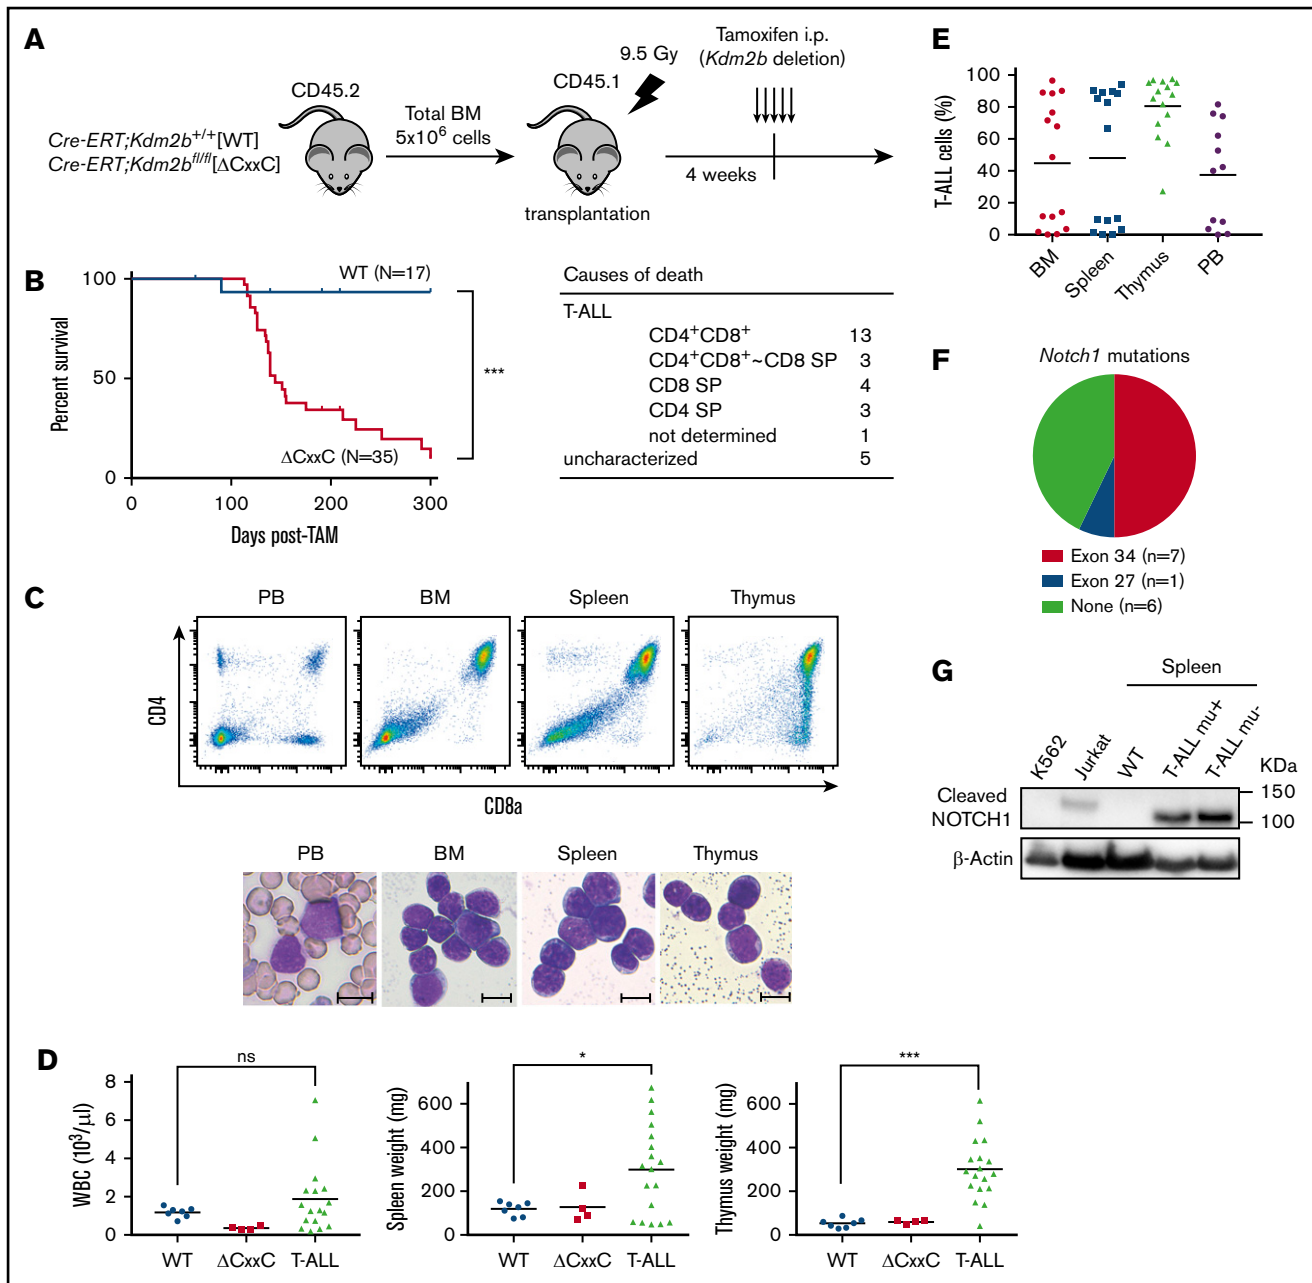 A
CD45.2
Cre-ERT;Kdm2b+/+[WT]
Cre-ERT;Kdm2bfl/fl[ΔCxxC]
Total BM
5x10⁶ cells
CD45.1
9.5 Gy
transplantation
Tamoxifen i.p.
(Kdm2b deletion)
4 weeks
B
Percent survival
100
50
0
0 100 200 300
Days post-TAM
WT (N=17)
ΔCxxC (N=35)
***
Causes of death
T-ALL
CD4⁺CD8⁺ 13
CD4⁺CD8⁺~CD8 SP 3
CD8 SP 4
CD4 SP 3
not determined 1
uncharacterized 5
C
PB BM Spleen Thymus
CD4
CD8a
PB BM Spleen Thymus
D
WBC (10³/µl)
8
6
4
2
0
ns
WT ΔCxxC T-ALL
Spleen weight (mg)
600
400
200
0
*
WT ΔCxxC T-ALL
Thymus weight (mg)
600
400
200
0
***
WT ΔCxxC T-ALL
E
T-ALL cells (%)
100
80
60
40
20
0
BM Spleen Thymus PB
F
Notch1 mutations
Exon 34 (n=7)
Exon 27 (n=1)
None (n=6)
G
Spleen
K562 Jurkat WT T-ALL mu+ T-ALL mu-
KDa
150
100
Cleaved
NOTCH1
β-Actin